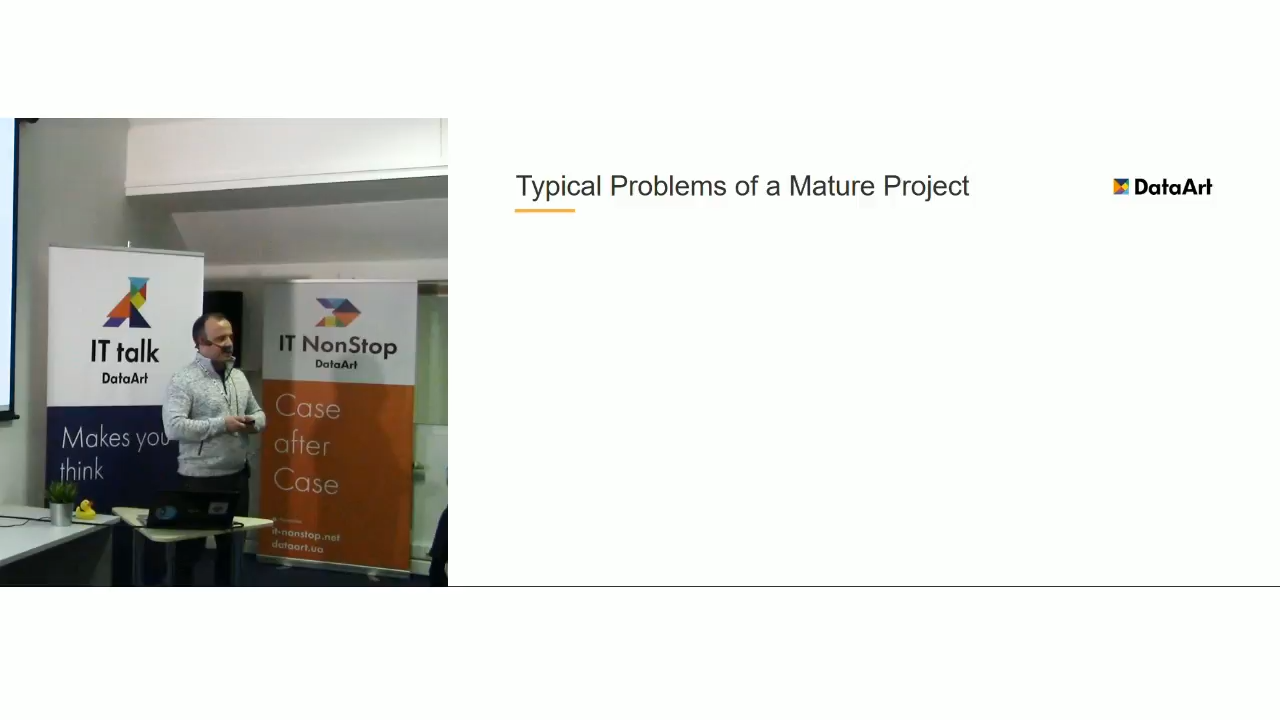 Typical Problems of a Mature Project
DataArt
IT talk
DataArt
Makes you
think
IT NonStop
DataArt
Case
after
Case
it-nonstop.net
dataart.ua